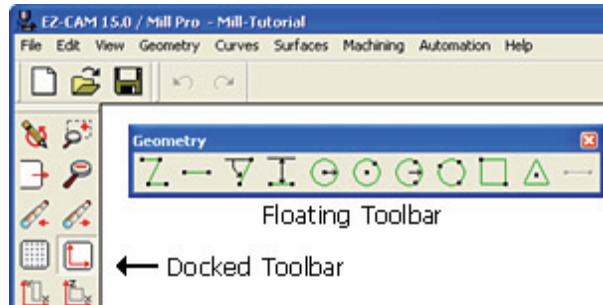 EZ-CAM 15.0 / Mill Pro - Mill-Tutorial
File Edit View Geometry Curves Surfaces Machining Automation Help
Geometry
Floating Toolbar
Docked Toolbar